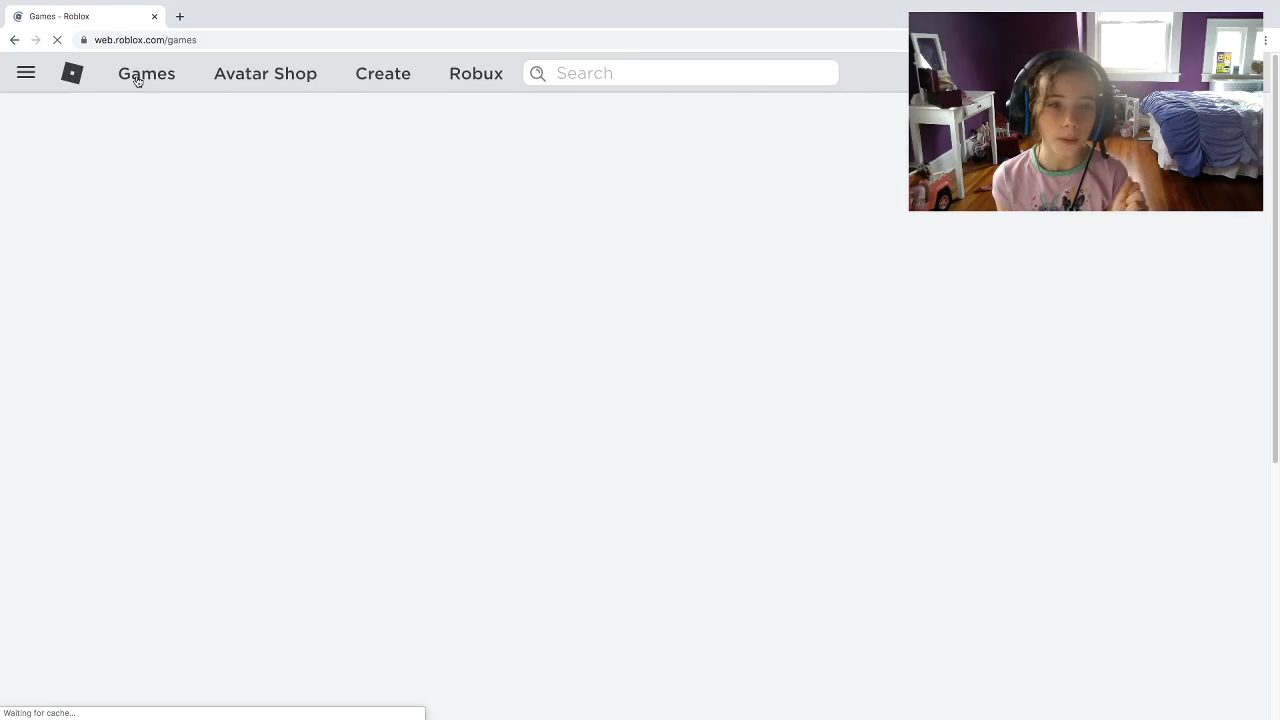 Games - Roblox
web.roblox.com/games
Games Avatar Shop Create Robux Search
Waiting for cache...